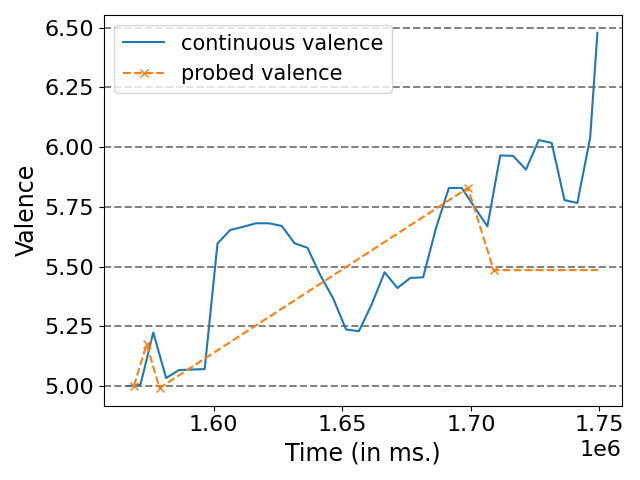 6.50
continuous valence
probed valence
6.25
6.00
5.75
5.50
5.25
5.00
Valence
1.60 1.65 1.70 1.75
1e6
Time (in ms.)